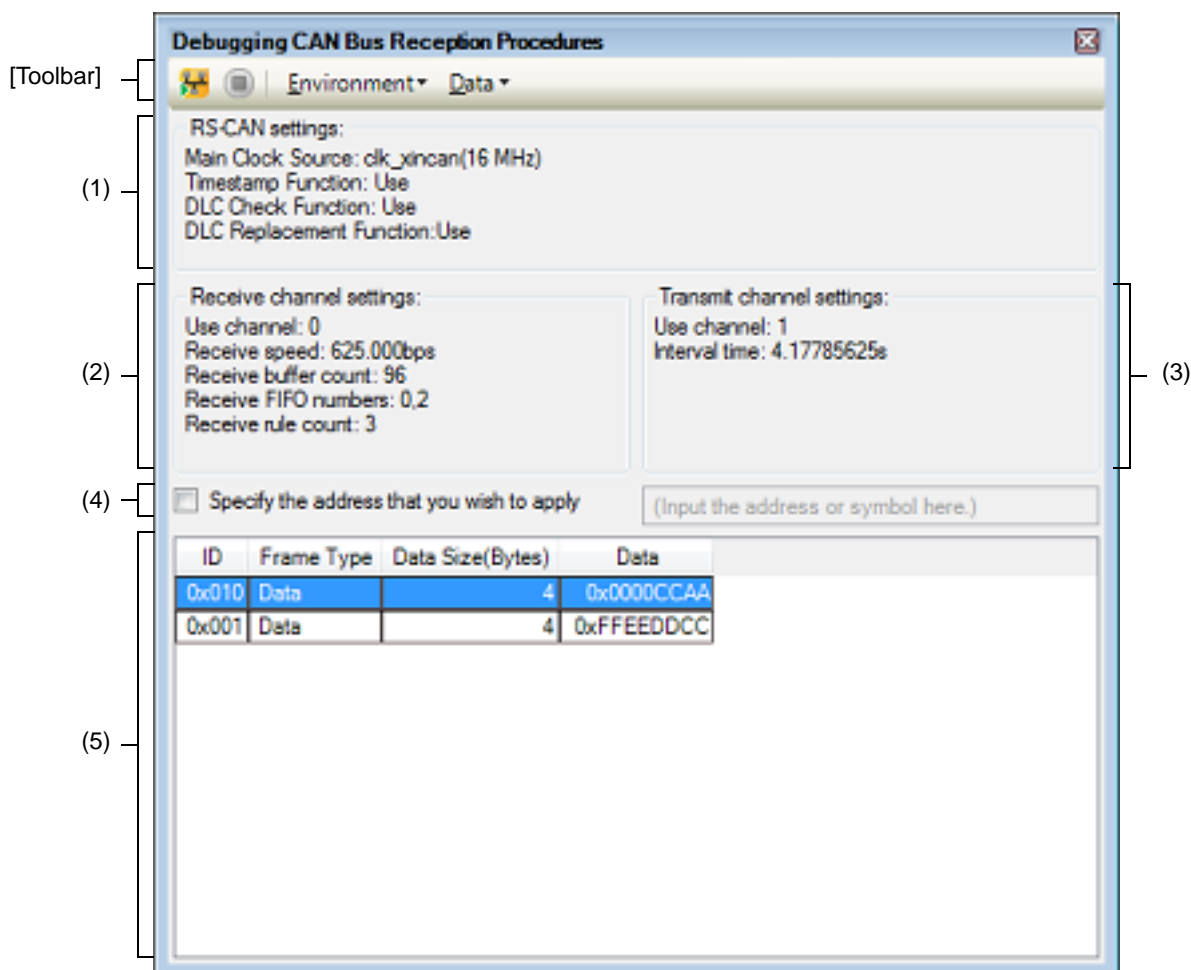 Debugging CAN Bus Reception Procedures
[Toolbar]
Environment
Data
(1)
RS-CAN settings:
Main Clock Source: clk_xincan(16 MHz)
Timestamp Function: Use
DLC Check Function: Use
DLC Replacement Function:Use
(2)
Receive channel settings:
Use channel: 0
Receive speed: 625.000bps
Receive buffer count: 96
Receive FIFO numbers: 0,2
Receive rule count: 3
Transmit channel settings:
Use channel: 1
Interval time: 4.17785625s
(3)
(4)
Specify the address that you wish to apply
(Input the address or symbol here.)
(5)
ID Frame Type Data Size(Bytes) Data
0x010 Data 4 0x0000CCAA
0x001 Data 4 0xFFEEDDCC